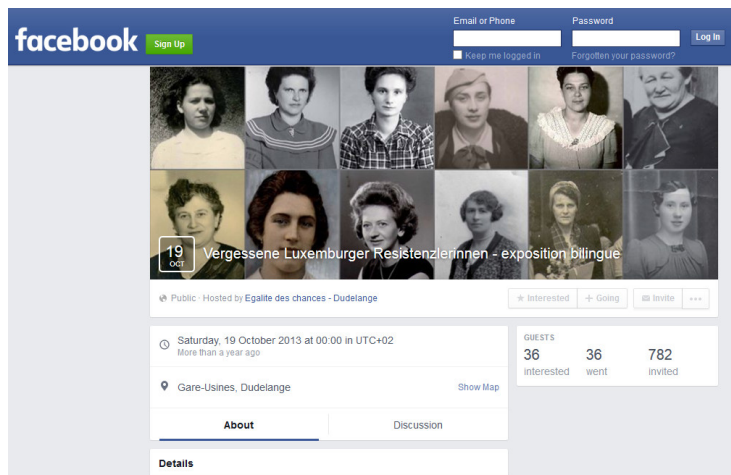 facebook
Sign Up
Email or Phone
Password
Log In
Keep me logged in
Forgotten your password?
19
OCT
Vergessene Luxemburger Resistenzlerinnen - exposition bilingue
Public · Hosted by Egalite des chances - Dudelange
Interested
Going
Invite
Saturday, 19 October 2013 at 00:00 in UTC+02
More than a year ago
Gare-Usines, Dudelange
Show Map
About
Discussion
Details
GUESTS
36
36
782
interested
went
invited